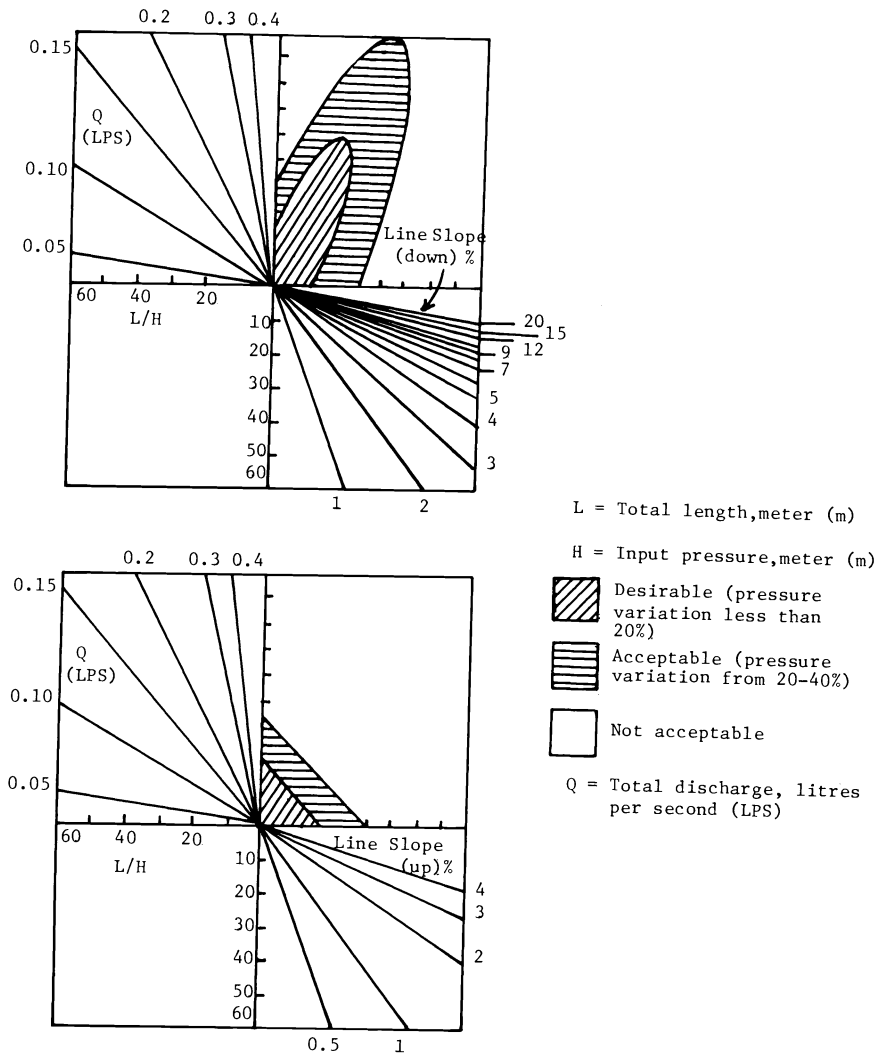 0.2 0.3 0.4
0.15
Q
(LPS)
0.10
0.05
Line Slope
(down) %
60 40 20
L/H
10
20
30
40
50
60
20
15
12
9
7
5
4
3
1 2
L = Total length,meter (m)
H = Input pressure,meter (m)
Desirable (pressure
variation less than
20%)
Acceptable (pressure
variation from 20-40%)
Not acceptable
Q = Total discharge, litres
per second (LPS)
0.2 0.3 0.4
0.15
Q
(LPS)
0.10
0.05
60 40 20
L/H
Line Slope
(up)%
10
20
30
40
50
60
4
3
2
0.5 1